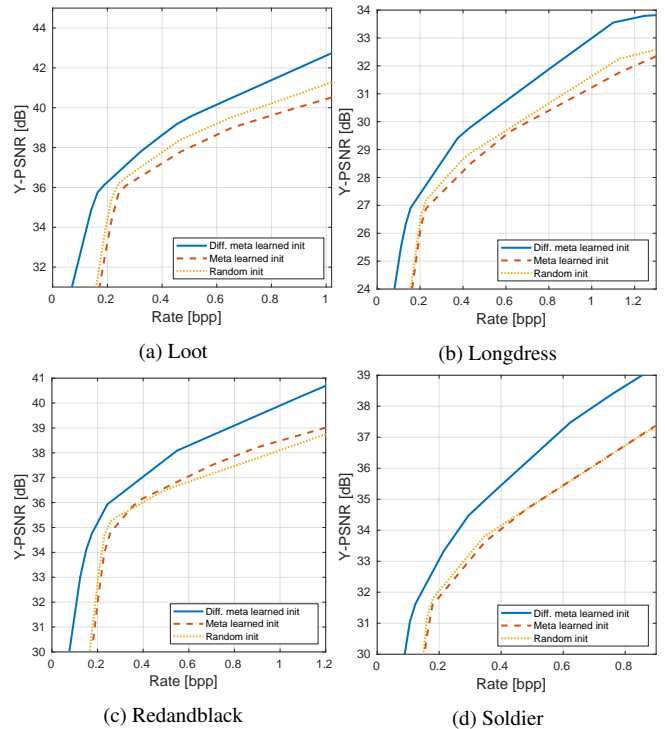 44
42
40
38
36
34
32
Y-PSNR [dB]
Diff. meta learned init
Meta learned init
Random init
0 0.2 0.4 0.6 0.8 1
Rate [bpp]
(a) Loot
34
33
32
31
30
29
28
27
26
25
24
Y-PSNR [dB]
Diff. meta learned init
Meta learned init
Random init
0 0.2 0.4 0.6 0.8 1 1.2
Rate [bpp]
(b) Longdress
41
40
39
38
37
36
35
34
33
32
31
30
Y-PSNR [dB]
Diff. meta learned init
Meta learned init
Random init
0 0.2 0.4 0.6 0.8 1 1.2
Rate [bpp]
(c) Redandblack
39
38
37
36
35
34
33
32
31
30
Y-PSNR [dB]
Diff. meta learned init
Meta learned init
Random init
0 0.2 0.4 0.6 0.8
Rate [bpp]
(d) Soldier